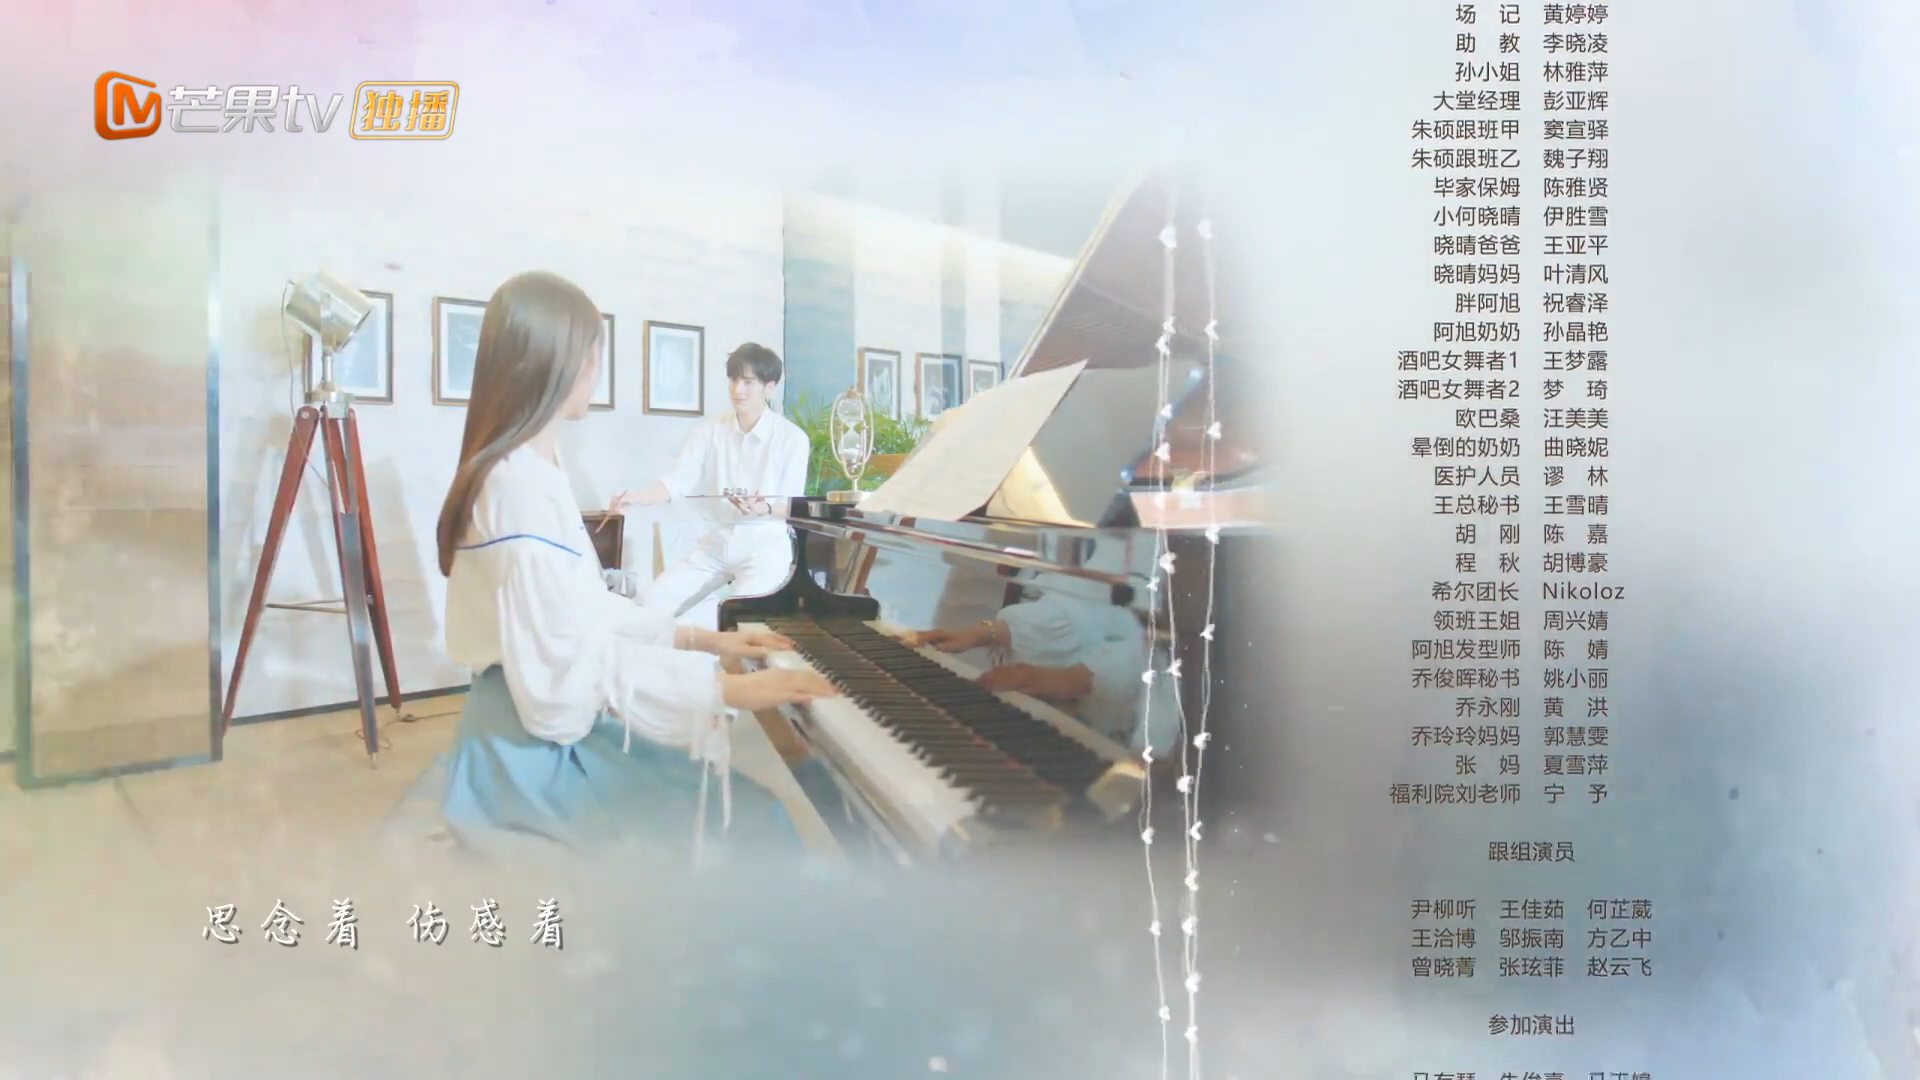 芒果tv 独播
场 记 黄婷婷
助 教 李晓凌
孙小姐 林雅萍
大堂经理 彭亚辉
朱硕跟班甲 窦宣驿
朱硕跟班乙 魏子翔
毕家保姆 陈雅贤
小何晓晴 伊胜雪
晓晴爸爸 王亚平
晓晴妈妈 叶清风
胖阿旭 祝睿泽
阿旭奶奶 孙晶艳
酒吧女舞者1 王梦露
酒吧女舞者2 梦 琦
欧巴桑 汪美美
晕倒的奶奶 曲晓妮
医护人员 谬 林
王总秘书 王雪晴
胡 刚 陈 嘉
程 秋 胡博豪
希尔团长 Nikoloz
领班王姐 周兴婧
阿旭发型师 陈 婧
乔俊晖秘书 姚小丽
乔永刚 黄 洪
乔玲玲妈妈 郭慧雯
张 妈 夏雪萍
福利院刘老师 宁 予
跟组演员
尹柳听 王佳茹 何芷葳
王洽博 邬振南 方乙中
曾晓菁 张玹菲 赵云飞
参加演出
思念着 伤感着